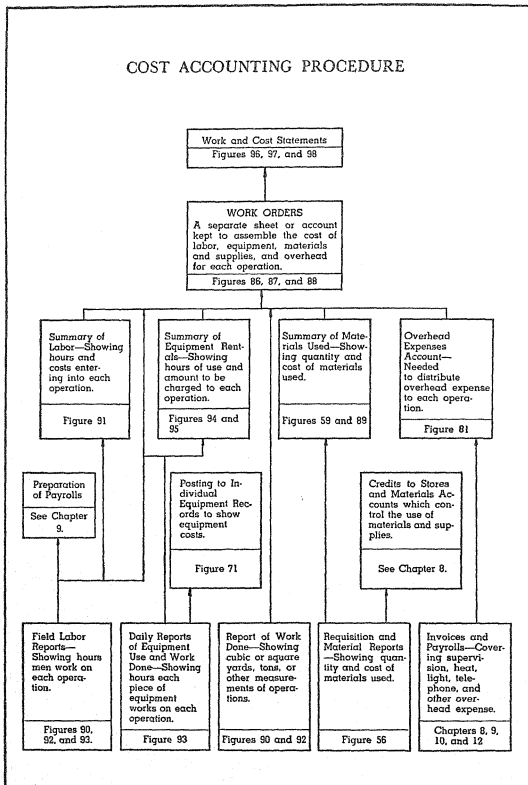 COST ACCOUNTING PROCEDURE
Work and Cost Statements
Figures 96, 97, and 98
WORK ORDERS
A separate sheet or account
kept to assemble the cost of
labor, equipment, materials
and supplies, and overhead
for each operation.
Figures 86, 87, and 88
Summary of
Labor—Showing
hours and
costs enter-
ing into each
operation.
Figure 91
Summary of
Equipment Rent-
als—Showing
hours of use and
amount to be
charged to each
operation.
Figures 94 and
95
Summary of Mate-
rials Used—Show-
ing quantity and
cost of materials
used.
Figures 59 and 89
Overhead
Expenses
Account—
Needed
to distribute
overhead expense
to each opera-
tion.
Figure 81
Preparation
of Payrolls
See Chapter
9.
Posting to In-
dividual
Equipment Rec-
ords to show
equipment
costs.
Figure 71
Credits to Stores
and Materials Ac-
counts which con-
trol the use of
materials and sup-
plies.
See Chapter 8.
Field Labor
Reports—
Showing hours
men work on
each opera-
tion.
Figures 90,
92, and 93.
Daily Reports
of Equipment
Use and Work
Done—Showing
hours each
piece of
equipment
works on each
operation.
Figure 93
Report of Work
Done—Showing
cubic or square
yards, tons, or
other measure-
ments of opera-
tions.
Figures 90 and 92
Requisition and
Material Reports
—Showing quan-
tity and cost of
materials used.
Figure 56
Invoices and
Payrolls—Cov-
ering supervi-
sion, heat,
light, tele-
phone, and
other over-
head expense.
Chapters 8, 9,
10, and 12